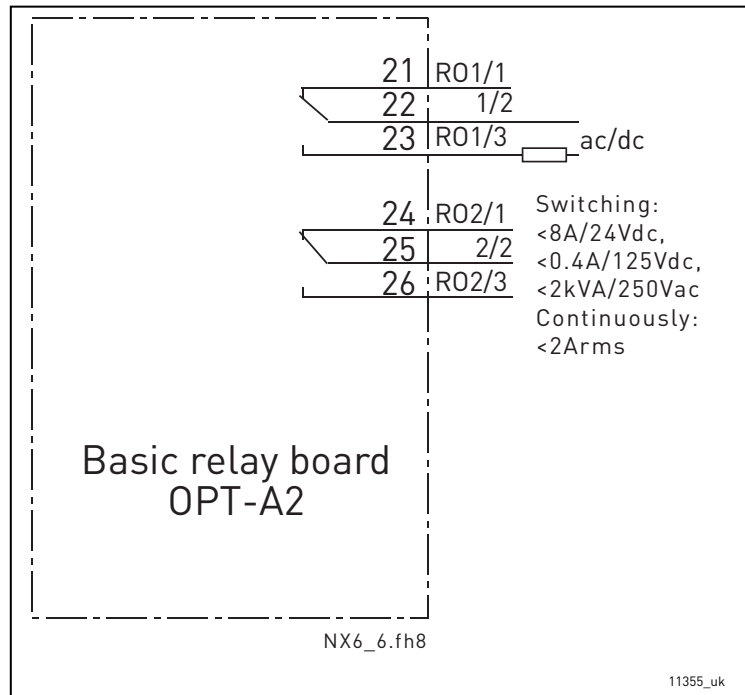 21 RO1/1
22 1/2
23 RO1/3 ac/dc
24 RO2/1
25 2/2
26 RO2/3
Switching:
<8A/24Vdc,
<0.4A/125Vdc,
<2kVA/250Vac
Continuously:
<2Arms
Basic relay board
OPT-A2
NX6_6.fh8
11355_uk